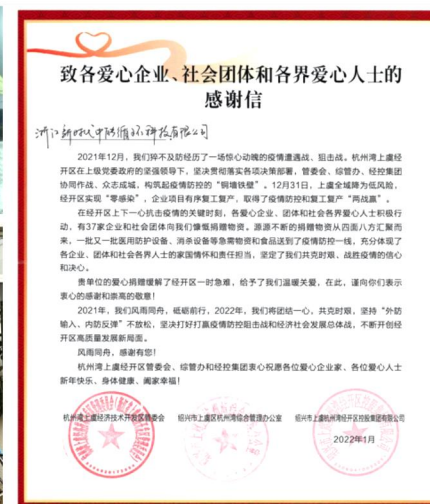 致各爱心企业、社会团体和各界爱心人士的
感谢信
浙江新时代中能循环科技有限公司
2021年12月，我们猝不及防经历了一场惊心动魄的疫情遭遇战、狙击战。杭州湾上虞经
开区在上级党委政府的坚强领导下，坚决贯彻落实各项决策部署，管委会、综管办、经控集团
协同作战、众志成城，构筑起疫情防控的“铜墙铁壁”。12月31日，上虞全域降为低风险，
经开区实现“零感染”，企业项目有序复工复产，取得了疫情防控和复工复产“两战赢”。
在经开区上下一心抗击疫情的关键时刻，各爱心企业、团体和社会各界爱心人士积极行
动，有37家企业和社会团体向我们慷慨捐赠物资。源源不断的捐赠物资从四面八方汇聚而
来，一批又一批医用防护设备、消杀设备等急需物资和食品送到了疫情防控一线，充分体现了
各企业、团体和社会各界人士的家国情怀和责任担当，坚定了我们共克时艰、战胜疫情的信心
和决心。
贵单位的爱心捐赠缓解了经开区一时急难，给予了我们温暖关爱，在此，谨向你们表示
衷心的感谢和崇高的敬意！
2021年，我们风雨同舟，砥砺前行，2022年，我们将团结一心，共克时艰，坚持“外防
输入、内防反弹”不放松，坚决打好打赢疫情防控阻击战和经济社会发展总体战，不断开创经
开区高质量发展新局面。
风雨同舟，感谢有您！
杭州湾上虞经开区管委会、综管办和经控集团衷心祝愿各位爱心企业家、各位爱心人士
新年快乐、身体健康、阖家幸福！
杭州湾上虞经济技术开发区管委会 绍兴市上虞区杭州湾综合管理办公室 绍兴市上虞杭州湾经开区控股集团有限公司
2022年1月